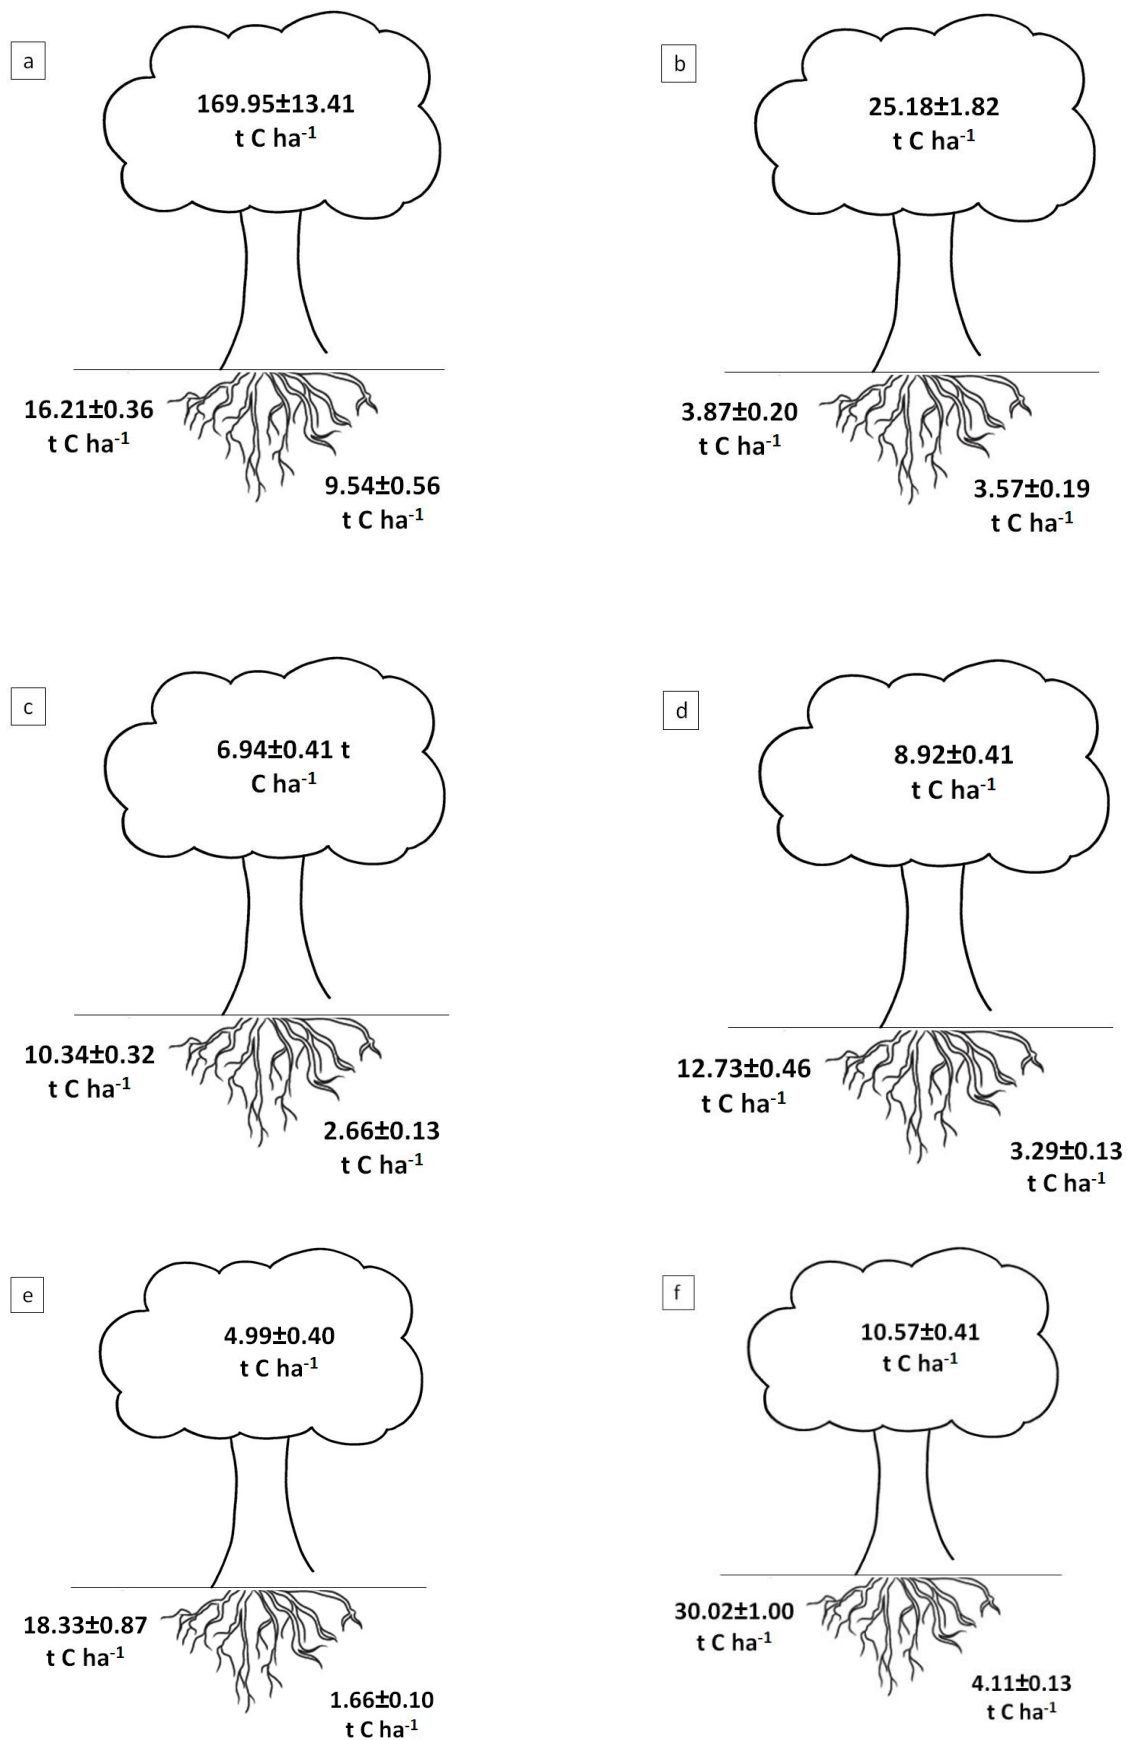 a
169.95±13.41
t C ha⁻¹
16.21±0.36
t C ha⁻¹
9.54±0.56
t C ha⁻¹
b
25.18±1.82
t C ha⁻¹
3.87±0.20
t C ha⁻¹
3.57±0.19
t C ha⁻¹
c
6.94±0.41 t
C ha⁻¹
10.34±0.32
t C ha⁻¹
2.66±0.13
t C ha⁻¹
d
8.92±0.41
t C ha⁻¹
12.73±0.46
t C ha⁻¹
3.29±0.13
t C ha⁻¹
e
4.99±0.40
t C ha⁻¹
18.33±0.87
t C ha⁻¹
1.66±0.10
t C ha⁻¹
f
10.57±0.41
t C ha⁻¹
30.02±1.00
t C ha⁻¹
4.11±0.13
t C ha⁻¹